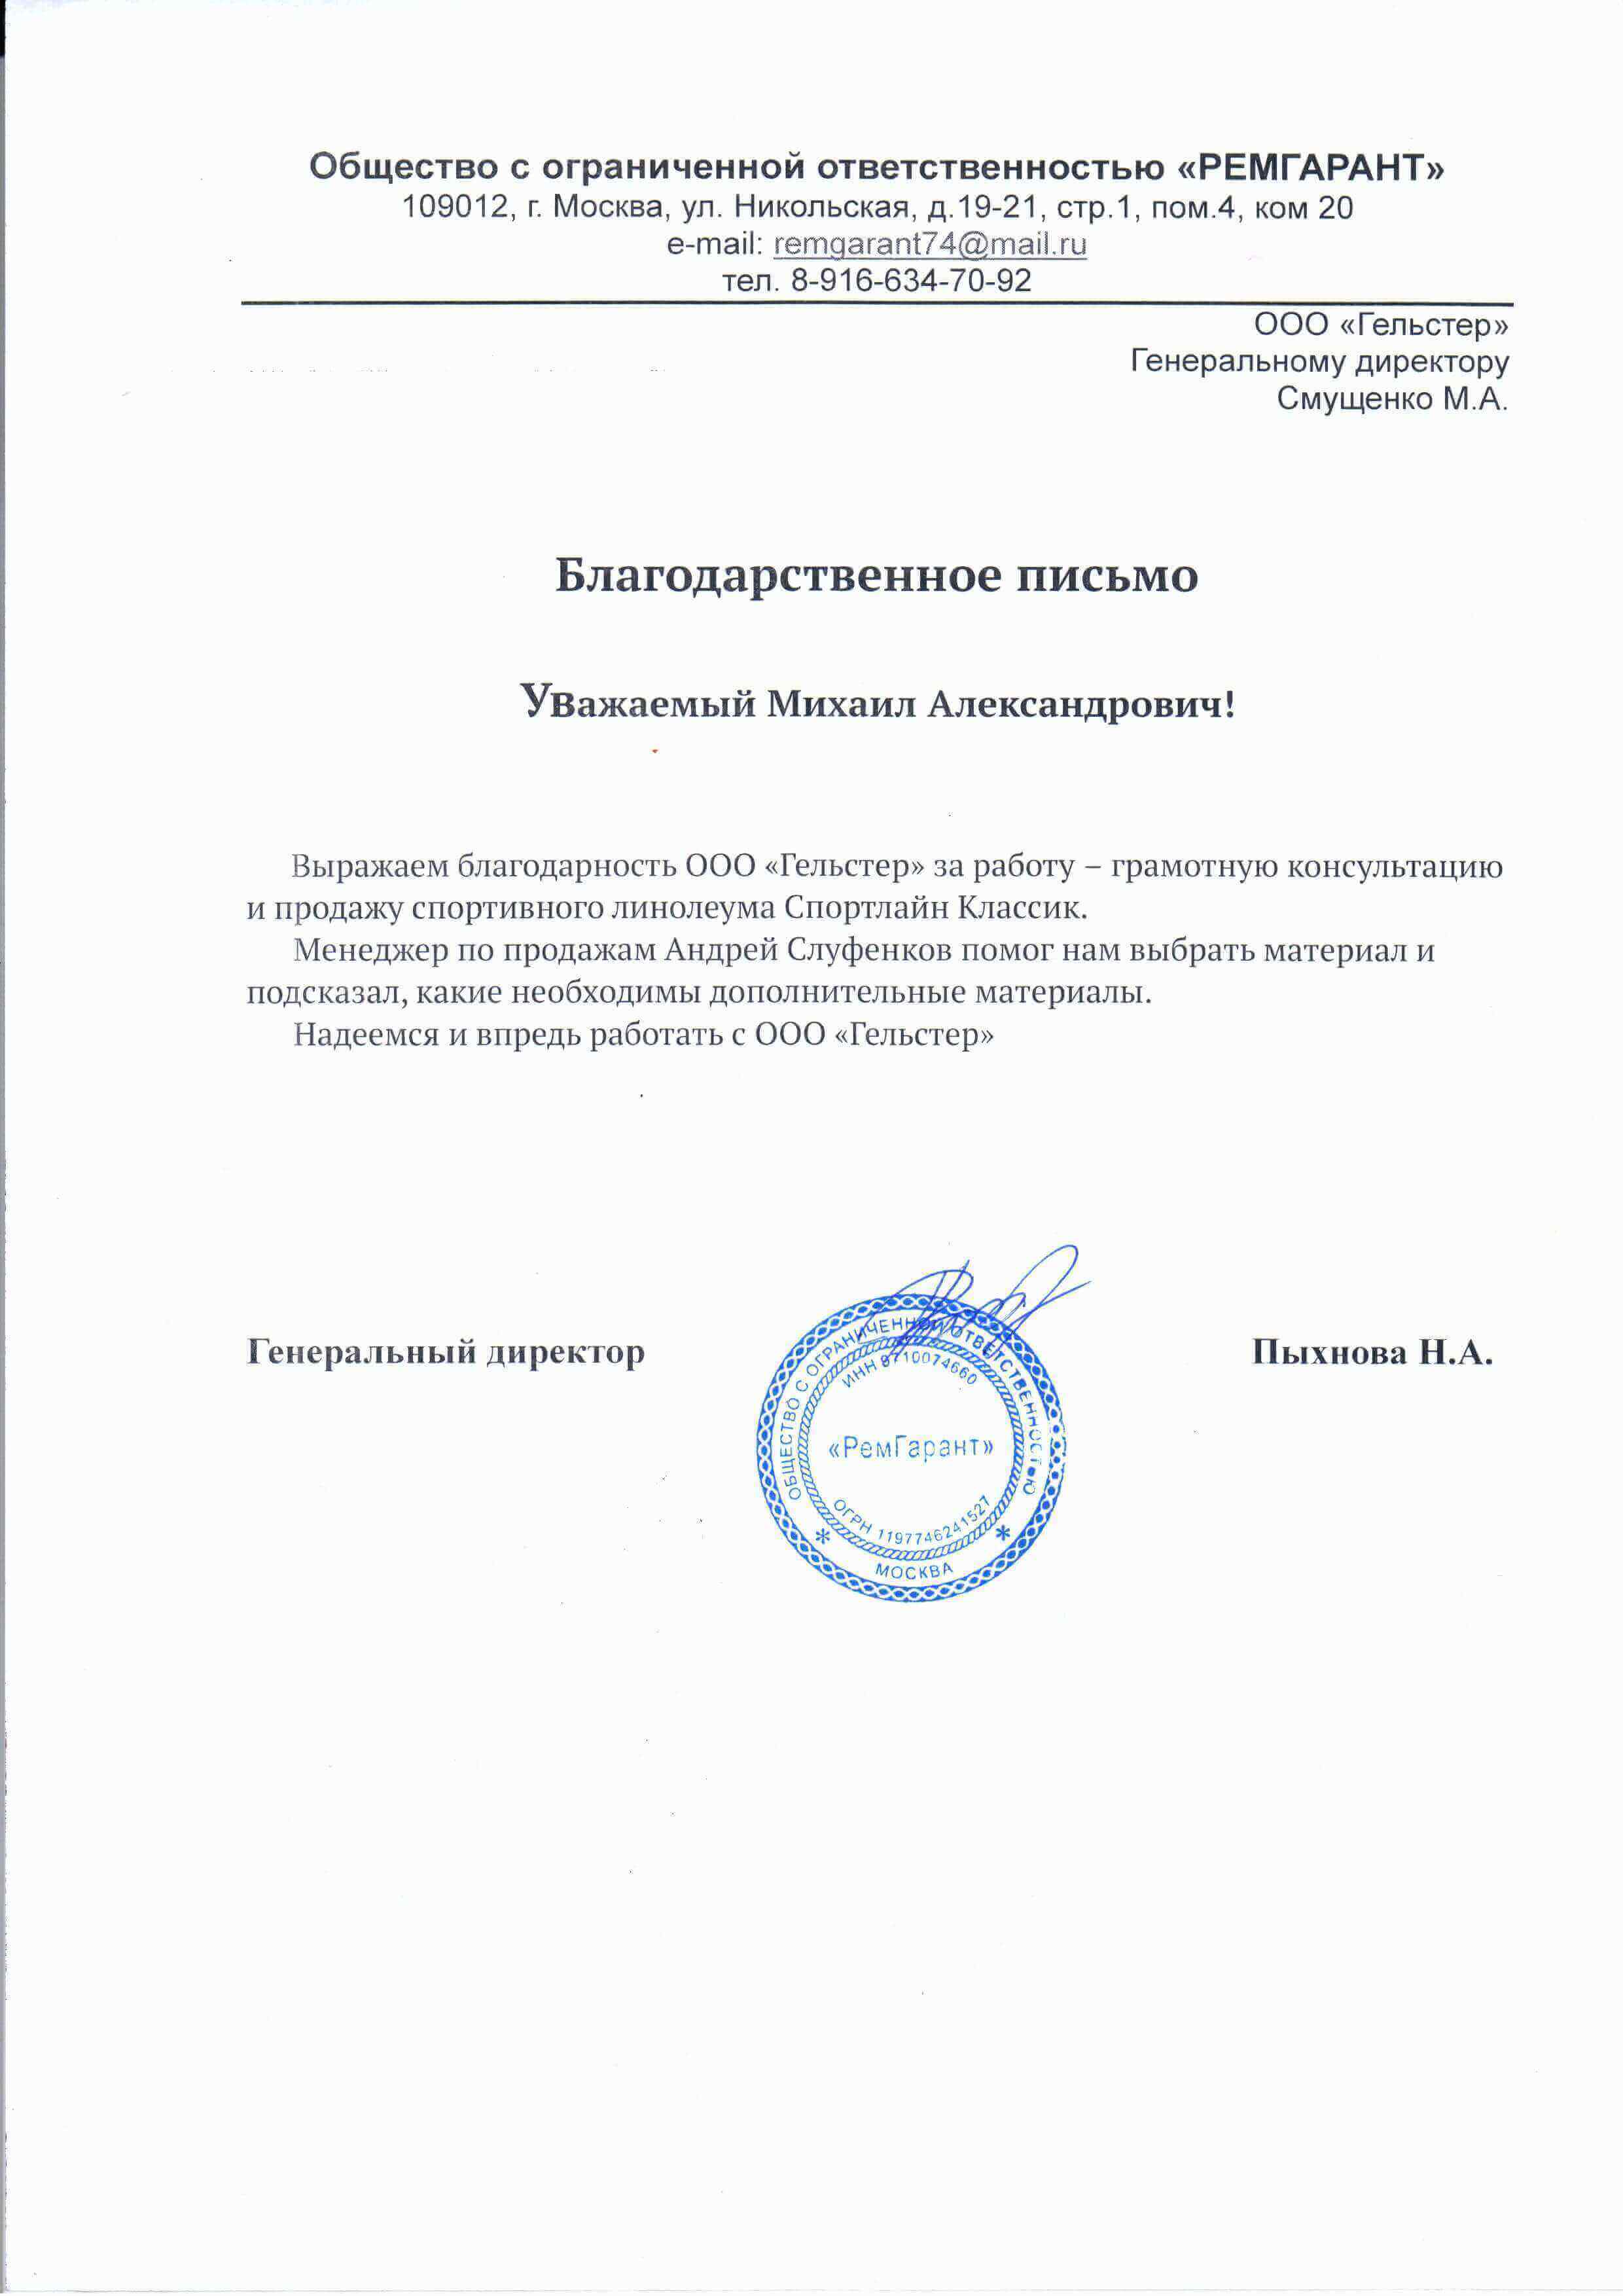 Общество с ограниченной ответственностью «РЕМГАРАНТ»
109012, г. Москва, ул. Никольская, д.19-21, стр.1, пом.4, ком 20
e-mail: remgarant74@mail.ru
тел. 8-916-634-70-92
ООО «Гельстер»
Генеральному директору
Смущенко М.А.
Благодарственное письмо
Уважаемый Михаил Александрович!
Выражаем благодарность ООО «Гельстер» за работу – грамотную консультацию
и продажу спортивного линолеума Спортлайн Классик.
Менеджер по продажам Андрей Слуфенков помог нам выбрать материал и
подсказал, какие необходимы дополнительные материалы.
Надеемся и впредь работать с ООО «Гельстер»
Генеральный директор
Пыхнова Н.А.
ОБЩЕСТВО С ОГРАНИЧЕННОЙ ОТВЕТСТВЕННОСТЬЮ
ИНН 9710074660
«РемГарант»
ОГРН 1197746241527
* МОСКВА *